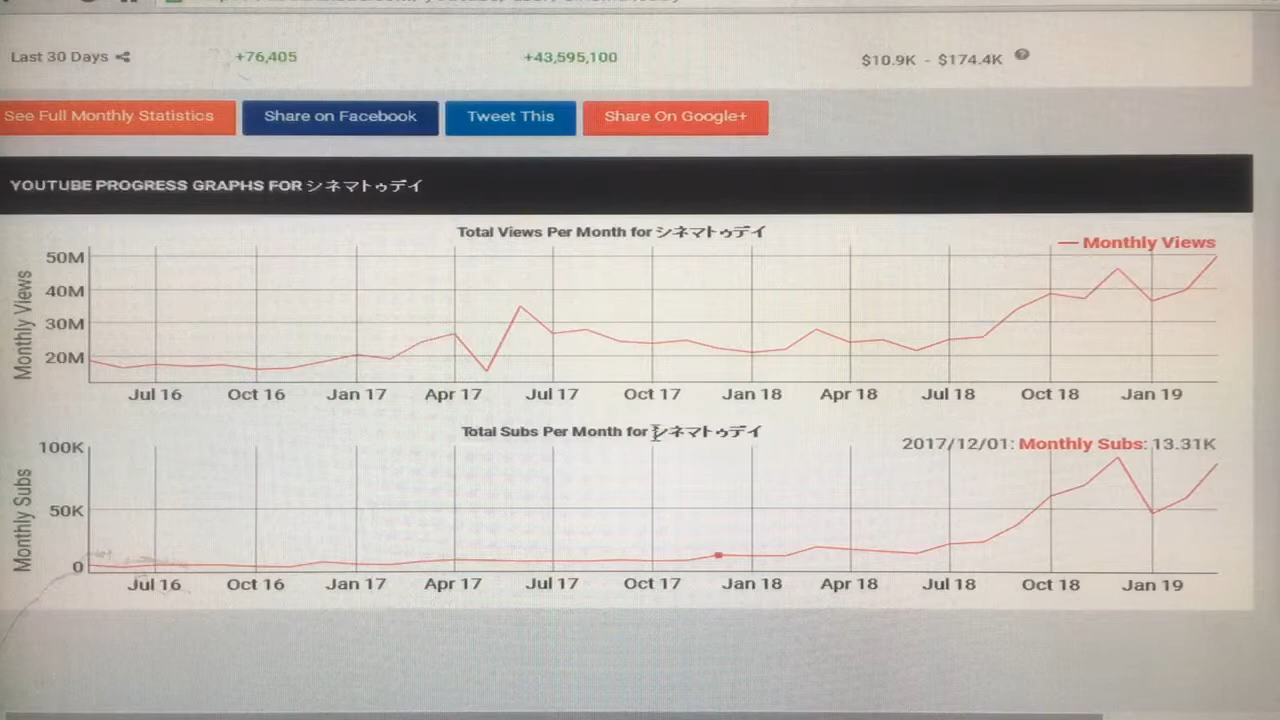 Last 30 Days +76,405 +43,595,100 $10.9K - $174.4K
See Full Monthly Statistics Share on Facebook Tweet This Share On Google+
YOUTUBE PROGRESS GRAPHS FOR シネマトゥデイ
Total Views Per Month for シネマトゥデイ
Monthly Views
Monthly Views
50M
40M
30M
20M
Jul 16 Oct 16 Jan 17 Apr 17 Jul 17 Oct 17 Jan 18 Apr 18 Jul 18 Oct 18 Jan 19
Total Subs Per Month for シネマトゥデイ
2017/12/01: Monthly Subs: 13.31K
Monthly Subs
100K
50K
0
Jul 16 Oct 16 Jan 17 Apr 17 Jul 17 Oct 17 Jan 18 Apr 18 Jul 18 Oct 18 Jan 19